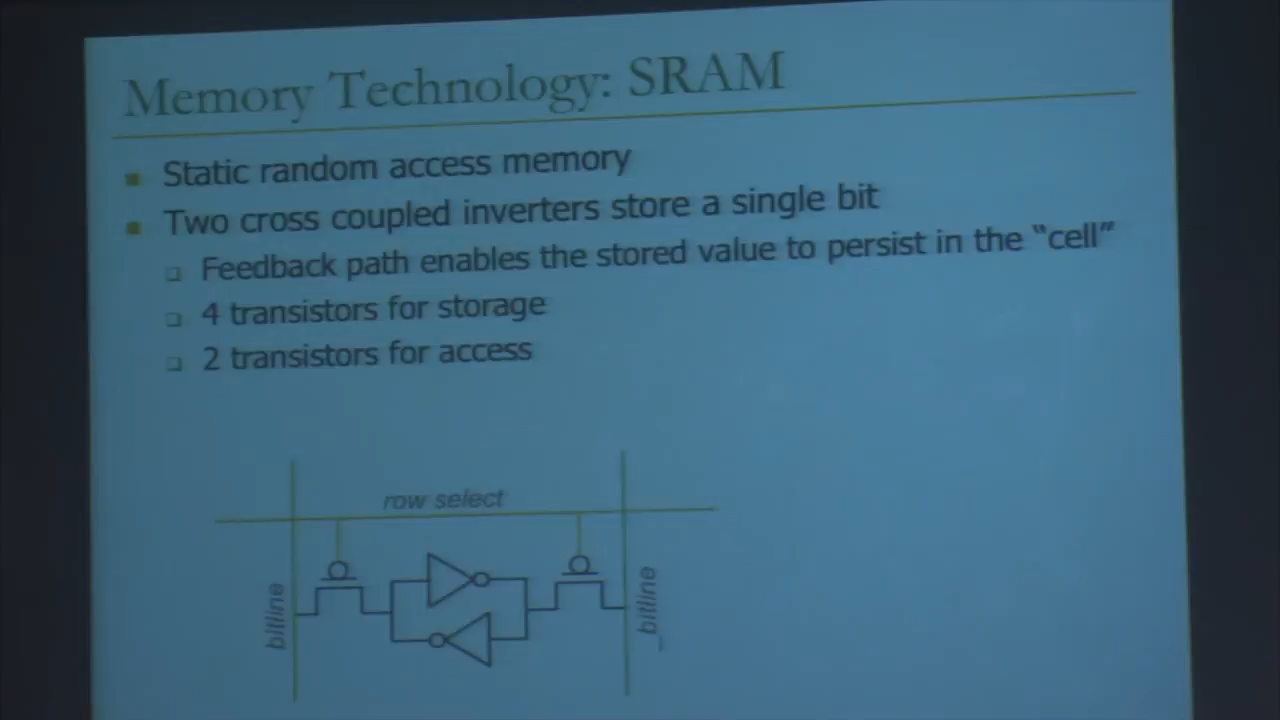 Memory Technology: SRAM
Static random access memory
Two cross coupled inverters store a single bit
Feedback path enables the stored value to persist in the “cell”
4 transistors for storage
2 transistors for access
row select
bitline
_bitline